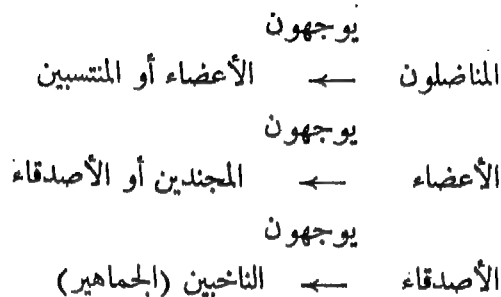 يوجهون
المناضلون ← الأعضاء أو المنتسبين
يوجهون
الأعضاء ← المجندين أو الأصدقاء
يوجهون
الأصدقاء ← الناخبين (الجماهير)